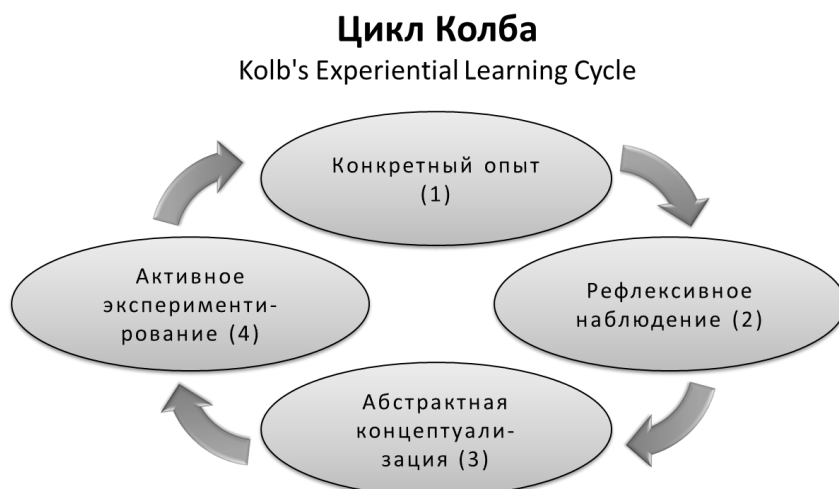 Цикл Колба
Kolb's Experiential Learning Cycle
Конкретный опыт
(1)
Рефлексивное
наблюдение (2)
Абстрактная
концептуали-
зация (3)
Активное
эксперименти-
рование (4)